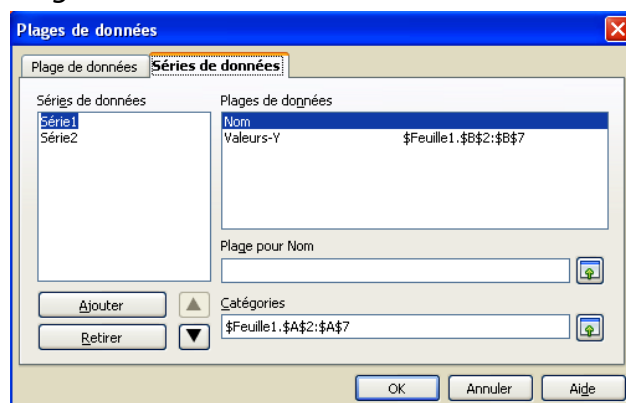 Plages de données
Plage de données Séries de données
Séries de données
Série1
Série2
Plages de données
Nom
Valeurs-Y $Feuille1.$B$2:$B$7
Plage pour Nom
Ajouter
Retirer
Catégories
$Feuille1.$A$2:$A$7
OK Annuler Aide